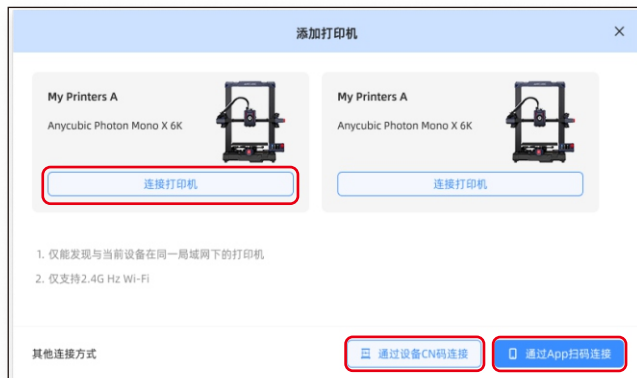 添加打印机
My Printers A
Anycubic Photon Mono X 6K
连接打印机
My Printers A
Anycubic Photon Mono X 6K
连接打印机
1. 仅能发现与当前设备在同一局域网下的打印机
2. 仅支持2.4G Hz Wi-Fi
其他连接方式
通过设备CN码连接
通过App扫码连接